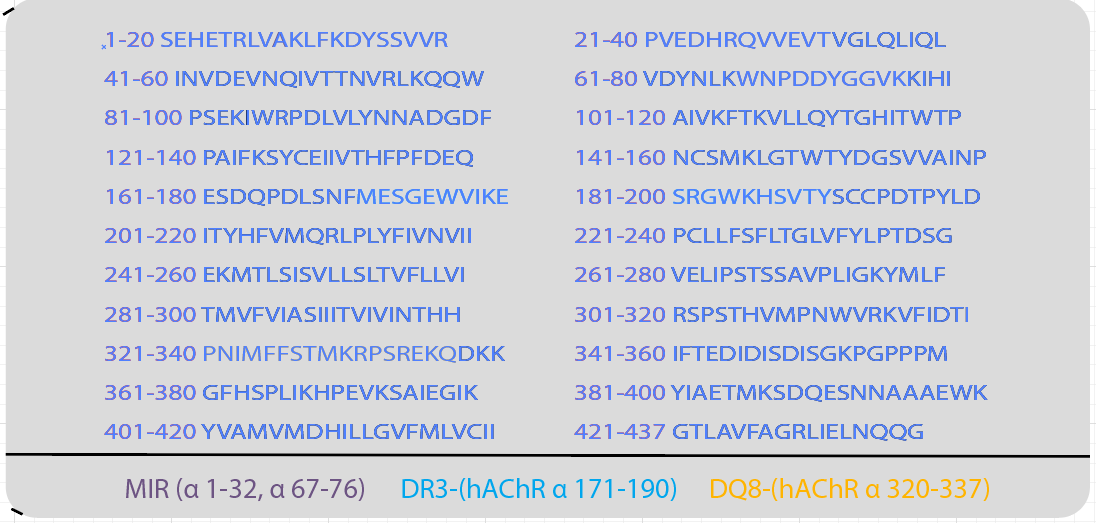 1-20 SEHETRLVAKLFKDYSSVVR 21-40 PVEDHRQVVEVTVGLQLIQL
41-60 INVDEVNQIVTTNVRLKQQW 61-80 VDYNLKWNPDDYGGVKKIHI
81-100 PSEKIWRPDLVLYNNADGDF 101-120 AIVKFTKVLLQYTGHITWTP
121-140 PAIFKSYCEIIVTHFPFDEQ 141-160 NCSMKLGTWTYDGSVVAINP
161-180 ESDQPDLSNFMESGEWVIKE 181-200 SRGWKHSVTYSCCPDTPYLD
201-220 ITYHFVMQRLPLYFIVNVII 221-240 PCLLFSFLTGLVFYLPTDSG
241-260 EKMTLSISVLLSLTVFLLVI 261-280 VELIPSTSSAVPLIGKYMLF
281-300 TMVFVIASIIITVIVINTHH 301-320 RSPSTHVMPNWVRKVFIDTI
321-340 PNIMFFSTMKRPSREKQDKK 341-360 IFTEDIDISDISGKPGPPPM
361-380 GFHSPLIKHPEVKSAIEGIK 381-400 YIAETMKSDQESNNAAAEWK
401-420 YVAMVMDHILLGVFMLVCII 421-437 GTLAVFAGRLIELNQQG
MIR (α 1-32, α 67-76) DR3-(hAChR α 171-190) DQ8-(hAChR α 320-337)